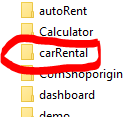 autoRent
Calculator
carRental
ComShoporigin
dashboard
demo